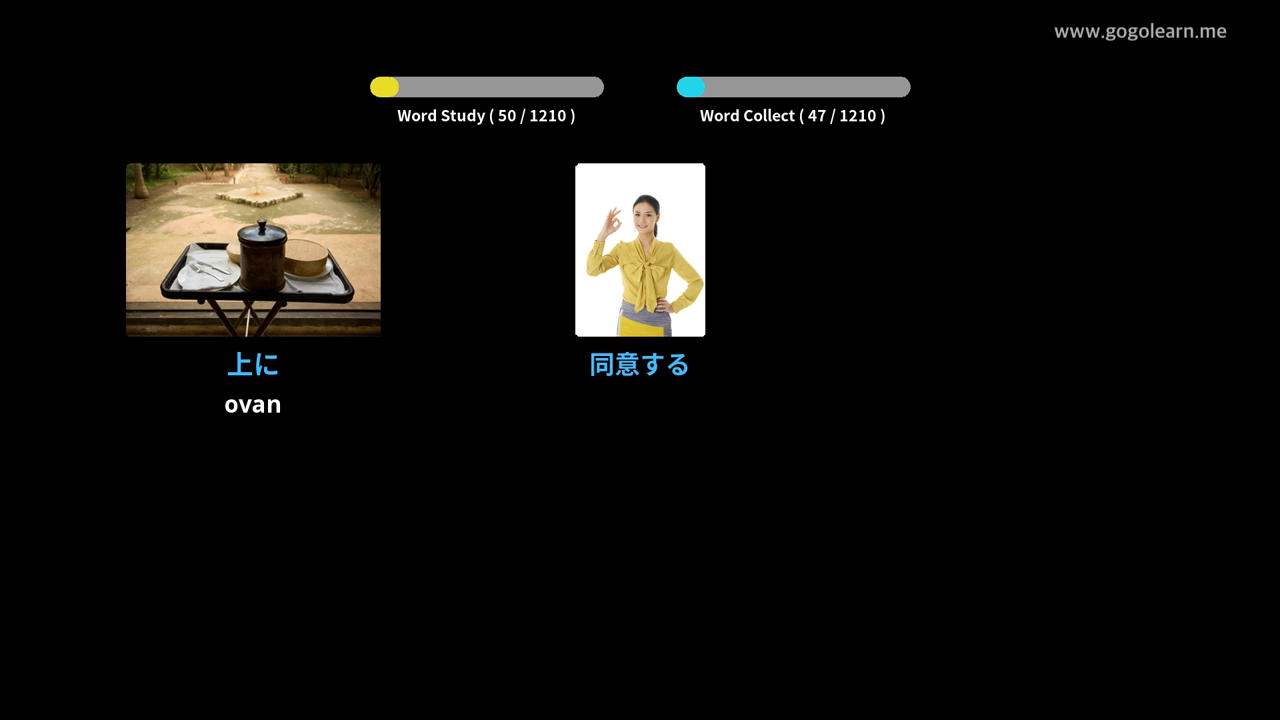 www.gogolearn.me
Word Study ( 50 / 1210 )
Word Collect ( 47 / 1210 )
上に
ovan
同意する